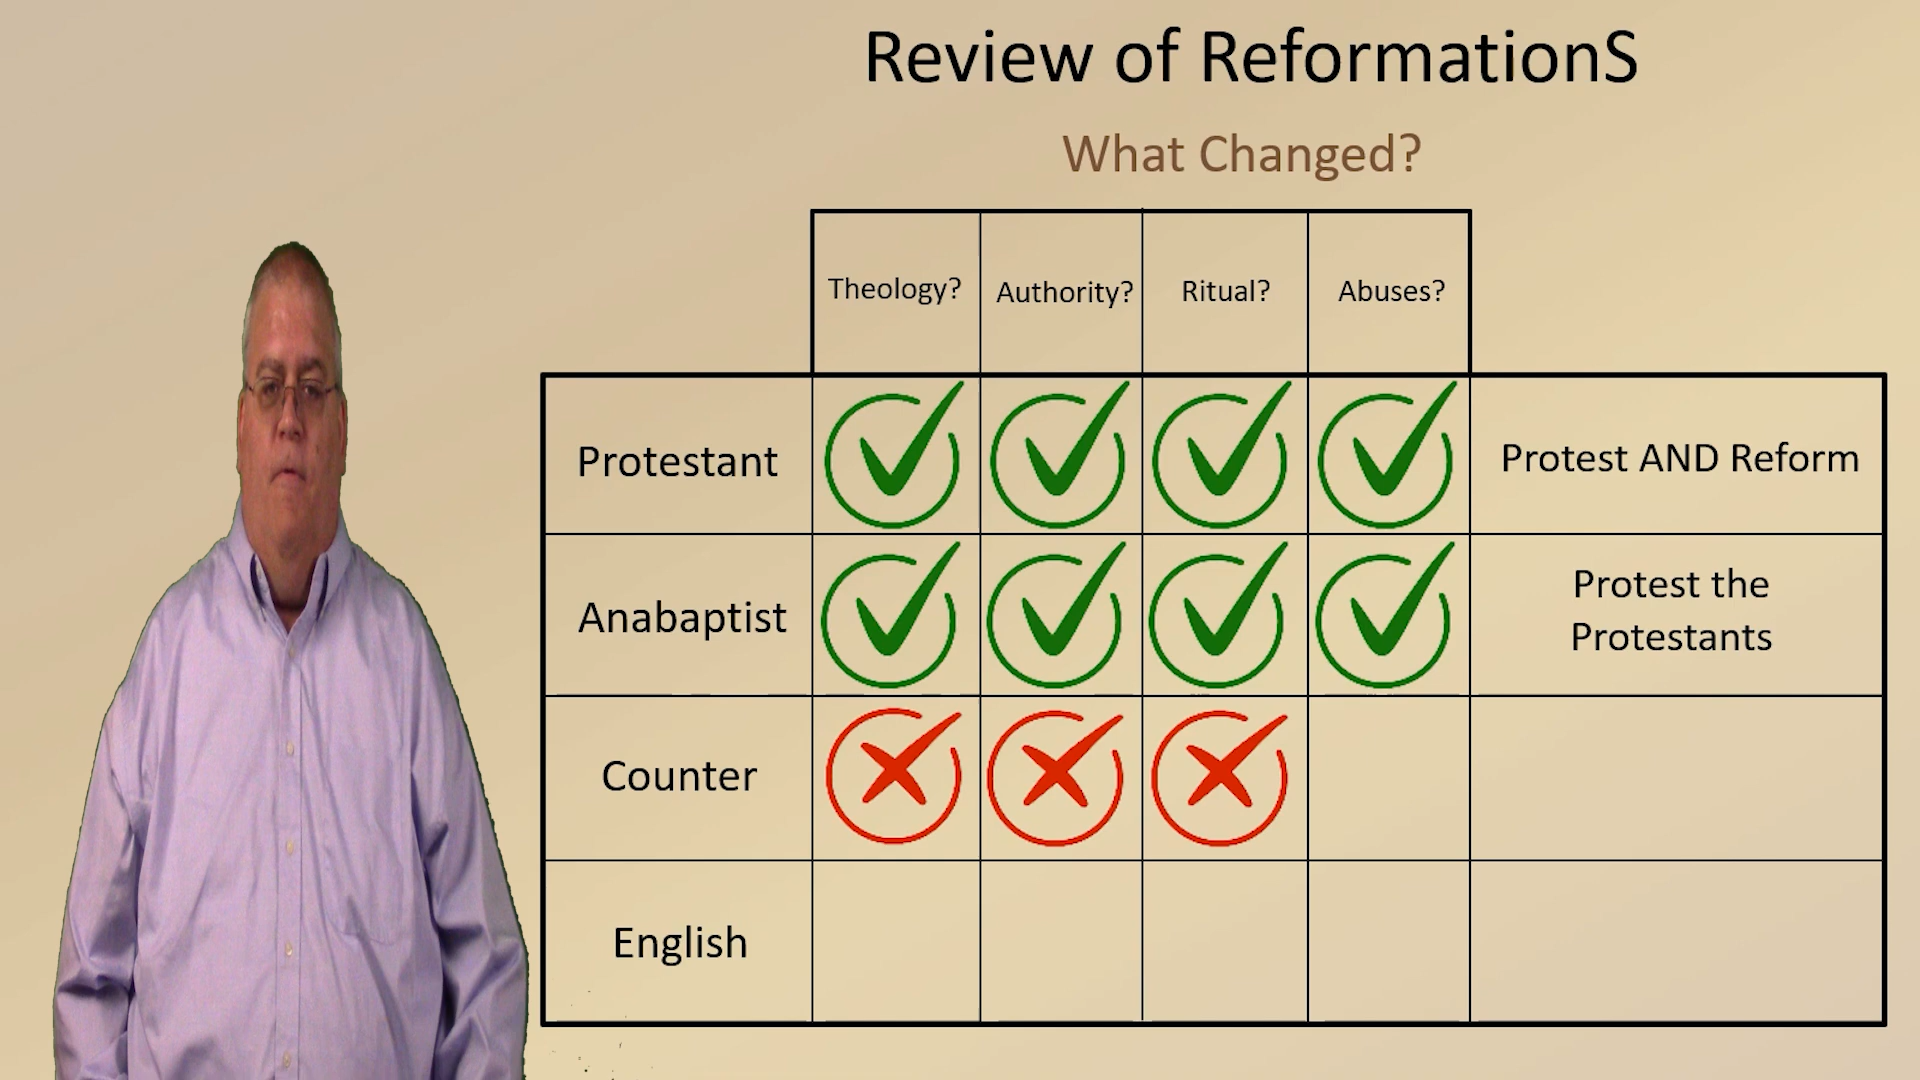 Review of ReformationS
What Changed?
Theology? Authority? Ritual? Abuses?
Protestant Protest AND Reform
Anabaptist Protest the
Protestants
Counter
English